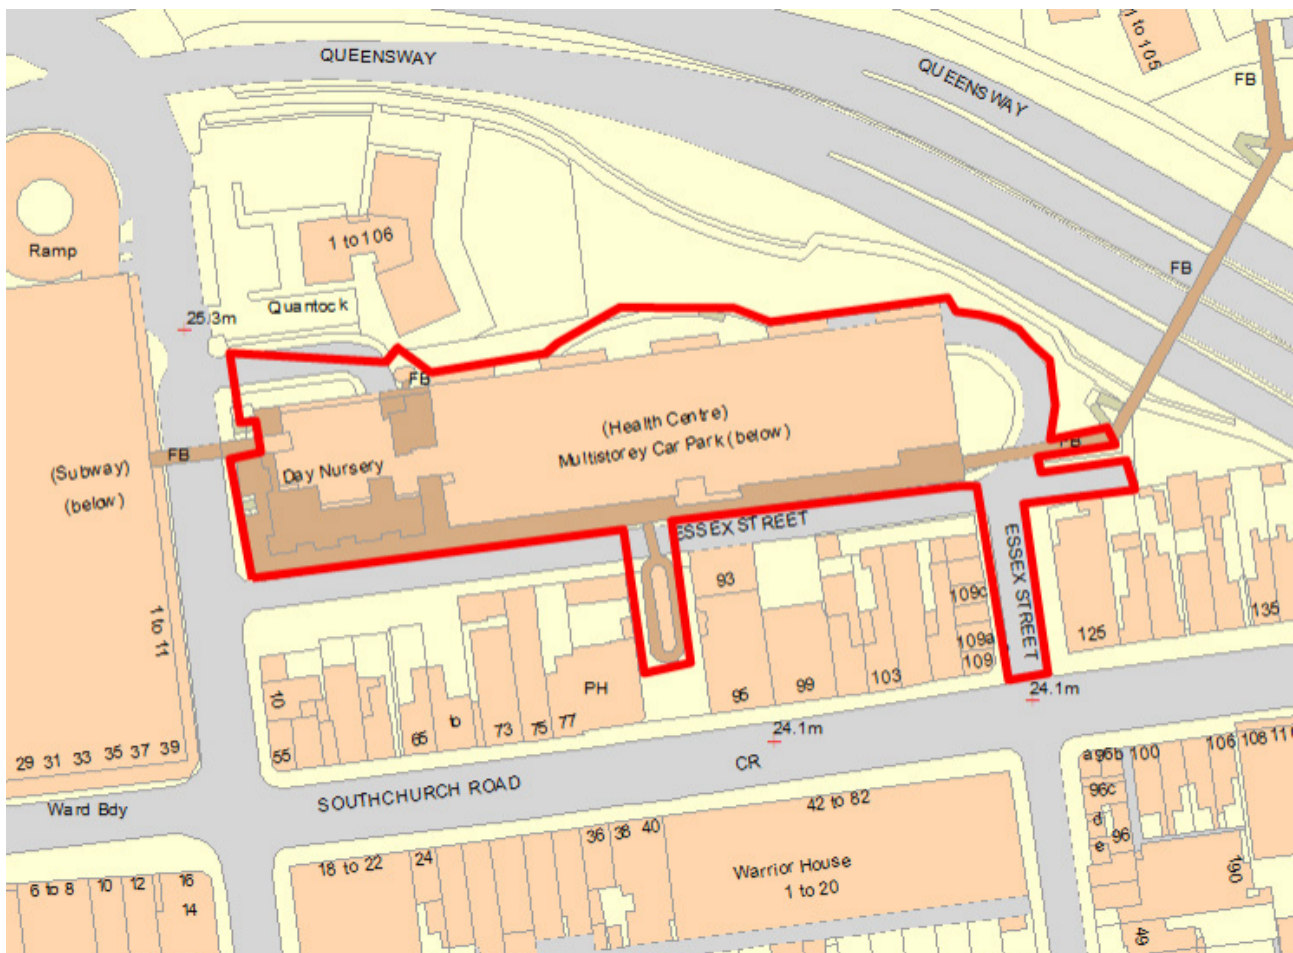 QUEENSWAY
QUEENSWAY
1 to 105
FB
Ramp
1 to 106
Quantock
25.3m
FB
FB
(Health Centre)
Multistorey Car Park (below)
FB
FB
(Subway)
(below)
Day Nursery
ESSEX STREET
ESSEX STREET
1 to 11
93
109c
109a
109
125
135
10
PH
55
65
to
73
75
77
95
99
103
24.1m
24.1m
29 31 33 35 37 39
CR
SOUTHCHURCH ROAD
Ward Bdy
42 to 82
36 38 40
18 to 22
24
Warrior House
1 to 20
6 to 8
10
12
16
14
96b
100
106
108
96c
d
e
96
190
49